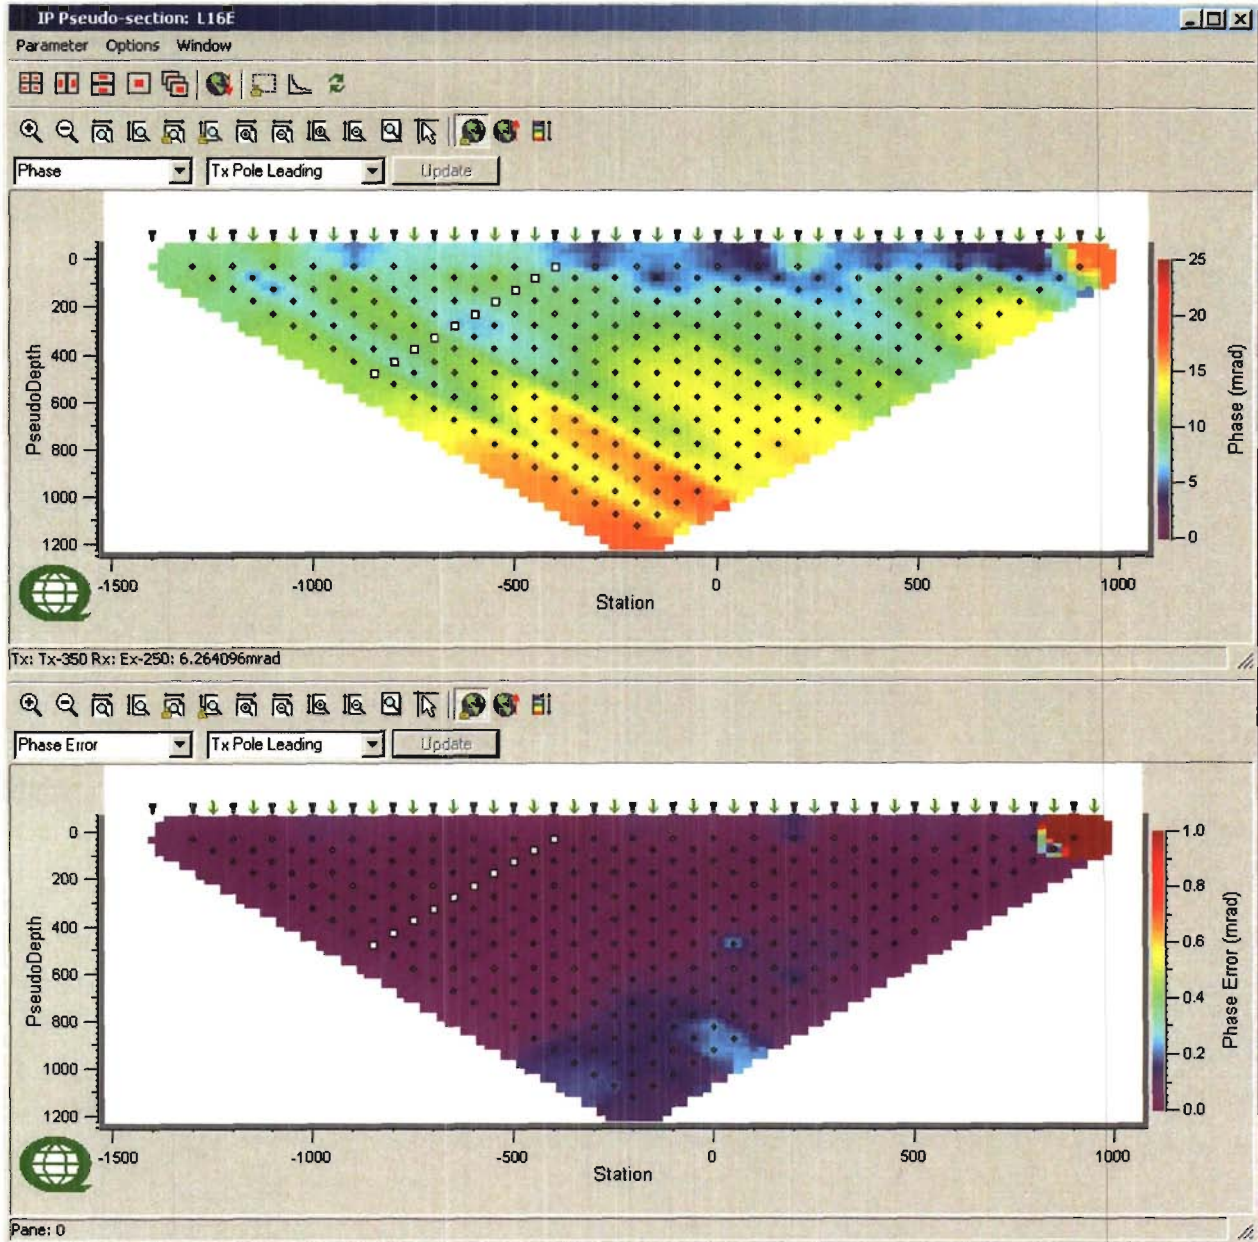 IP Pseudo-section: L16E
Parameter Options Window
Phase Tx Pole Leading Update
0
200
400
600
800
1000
1200
PseudoDepth
-1500 -1000 -500 0 500 1000
Station
25
20
15
10
5
0
Phase (mrad)
Tx: Tx-350 Rx: Ex-250: 6.264096mrad
Phase Error Tx Pole Leading Update
0
200
400
600
800
1000
1200
PseudoDepth
-1500 -1000 -500 0 500 1000
Station
1.0
0.8
0.6
0.4
0.2
0.0
Phase Error (mrad)
Pane: 0